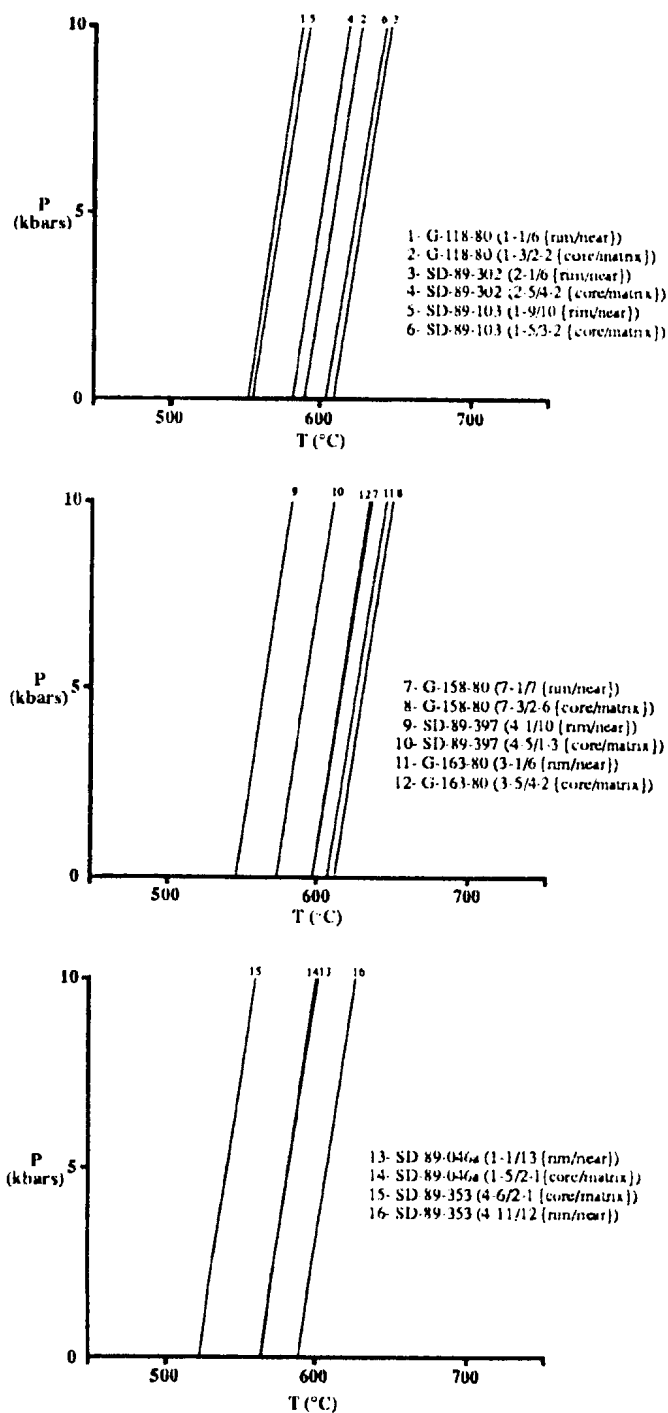 10
1 5 4 2 6 3
P
(kbars)
5
0
500 600 700
T (°C)
1- G-118-80 (1-1/6 {rim/near})
2- G-118-80 (1-3/2-2 {core/matrix})
3- SD-89-302 (2-1/6 {rim/near})
4- SD-89-302 (2-5/4-2 {core/matrix})
5- SD-89-103 (1-9/10 {rim/near})
6- SD-89-103 (1-5/3-2 {core/matrix})
10
9 10 12 7 11 8
P
(kbars)
5
0
500 600 700
T (°C)
7- G-158-80 (7-1/7 {rim/near})
8- G-158-80 (7-3/2-6 {core/matrix})
9- SD-89-397 (4-1/10 {rim/near})
10- SD-89-397 (4-5/1-3 {core/matrix})
11- G-163-80 (3-1/6 {rim/near})
12- G-163-80 (3-5/4-2 {core/matrix})
10
15 14 13 16
P
(kbars)
5
0
500 600 700
T (°C)
13- SD-89-046a (1-1/13 {rim/near})
14- SD-89-046a (1-5/2-1{core/matrix})
15- SD-89-353 (4-6/2-1 {core/matrix})
16- SD-89-353 (4-11/12 {rim/near})